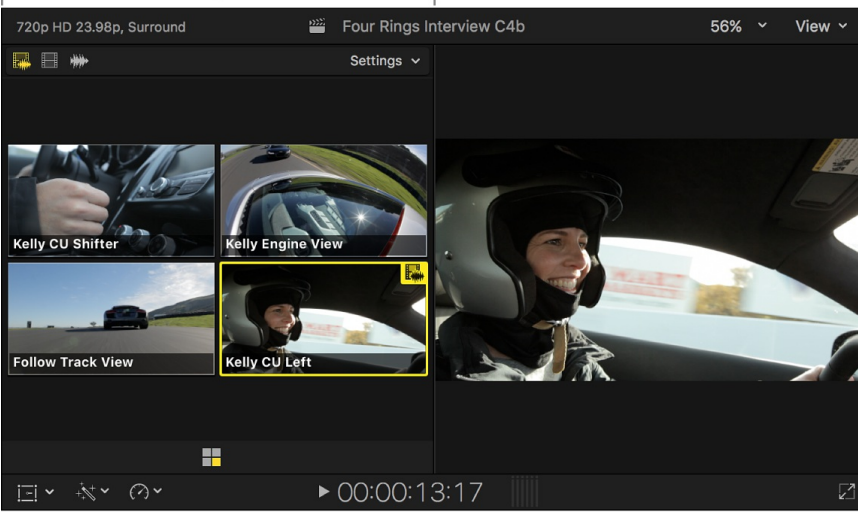 720p HD 23.98p, Surround
Four Rings Interview C4b
56%
View
Settings
Kelly CU Shifter
Kelly Engine View
Follow Track View
Kelly CU Left
00:00:13:17